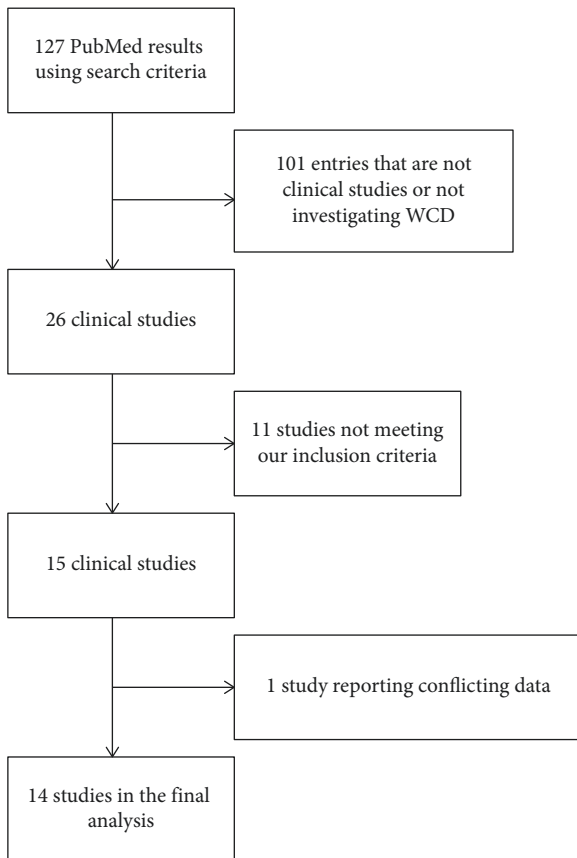 127 PubMed results
using search criteria
101 entries that are not
clinical studies or not
investigating WCD
26 clinical studies
11 studies not meeting
our inclusion criteria
15 clinical studies
1 study reporting conflicting data
14 studies in the final
analysis